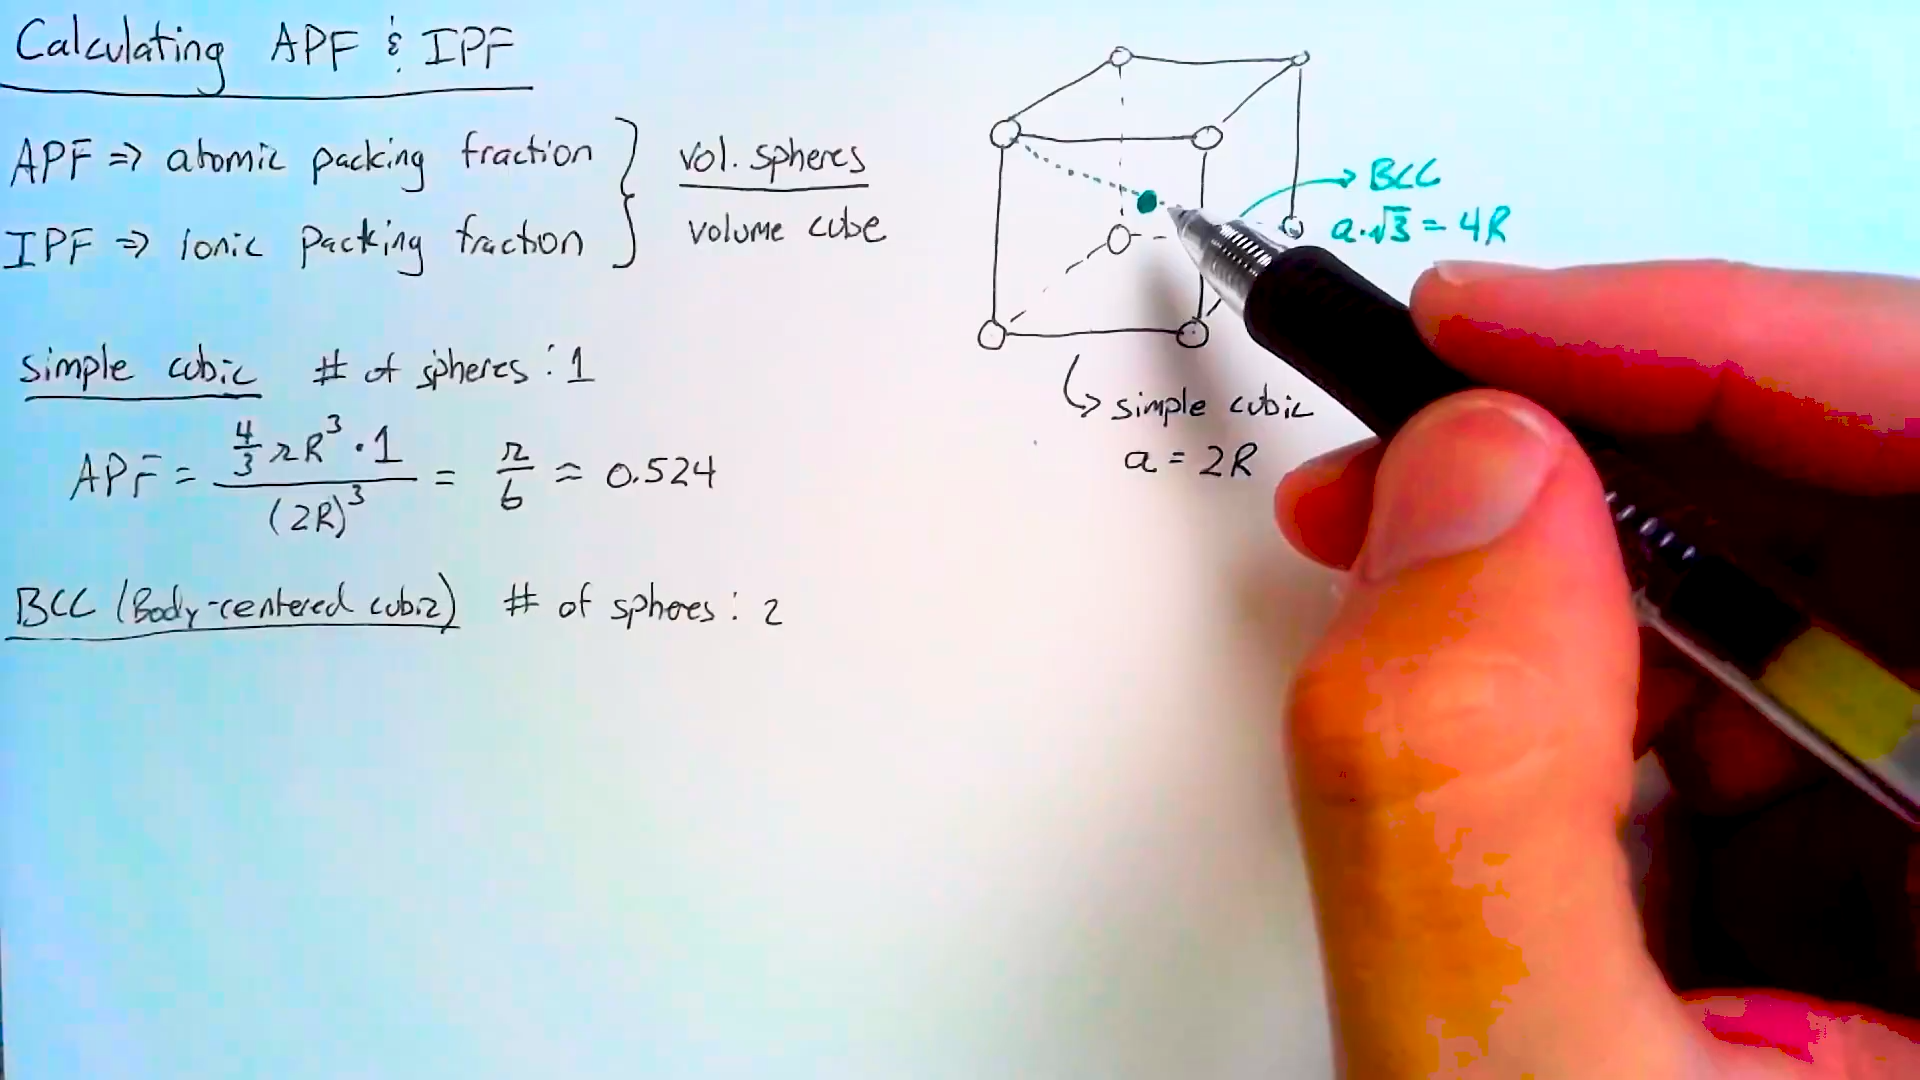 Calculating APF & IPF
APF => atomic packing fraction } vol. spheres
IPF => Ionic packing fraction } volume cube
simple cubic # of spheres : 1
APF = 4/3 πR³ · 1 / (2R)³ = π/6 ≈ 0.524
BCC (Body-centered cubic) # of spheres : 2
→ BCC
a·√3 = 4R
↳ simple cubic
a = 2R